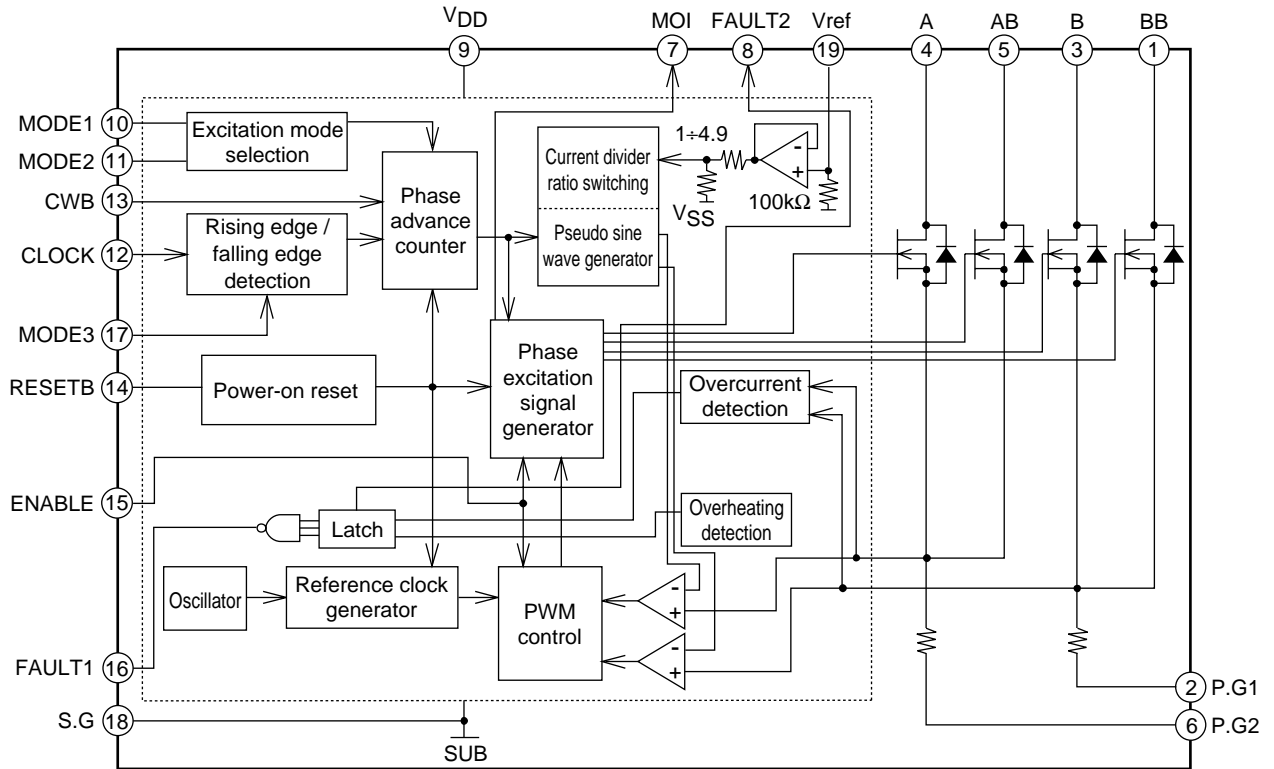 VDD
MOI
FAULT2
Vref
A
AB
B
BB
9
7
8
19
4
5
3
1
MODE1
10
MODE2
11
CWB
13
CLOCK
12
MODE3
17
RESETB
14
ENABLE
15
FAULT1
16
S.G
18
Excitation mode
selection
Rising edge /
falling edge
detection
Phase
advance
counter
Current divider
ratio switching
Pseudo sine
wave generator
1÷4.9
-
+
VSS
100kΩ
Power-on reset
Phase
excitation
signal
generator
Overcurrent
detection
Overheating
detection
Latch
Oscillator
Reference clock
generator
PWM
control
-
+
-
+
SUB
2
P.G1
6
P.G2